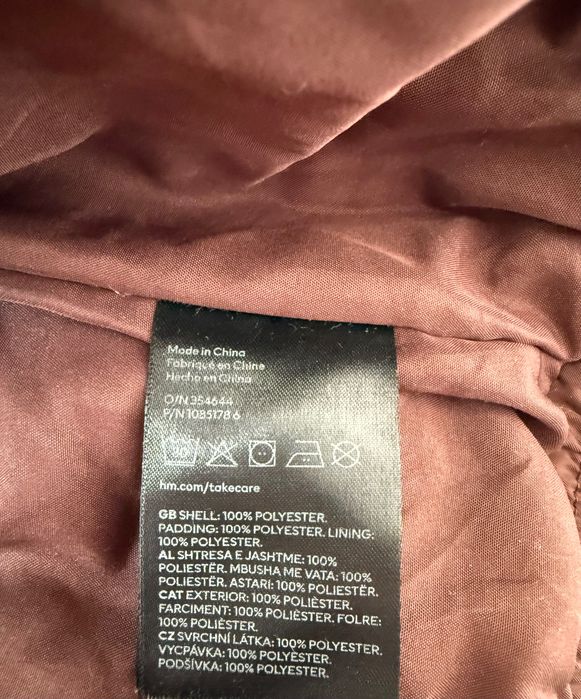 Made in China
Fabriqué en Chine
Hecho en China
O/N 354644
P/N 1085178 6
hm.com/takecare
GB SHELL: 100% POLYESTER.
PADDING: 100% POLYESTER. LINING:
100% POLYESTER.
AL SHTRESA E JASHTME: 100%
POLIESTËR. MBUSHA ME VATA: 100%
POLIESTËR. ASTARI: 100% POLIESTËR.
CAT EXTERIOR: 100% POLIÈSTER.
FARCIMENT: 100% POLIÈSTER. FOLRE:
100% POLIÈSTER.
CZ SVRCHNÍ LÁTKA: 100% POLYESTER.
VYCPÁVKA: 100% POLYESTER.
PODŠÍVKA: 100% POLYESTER.